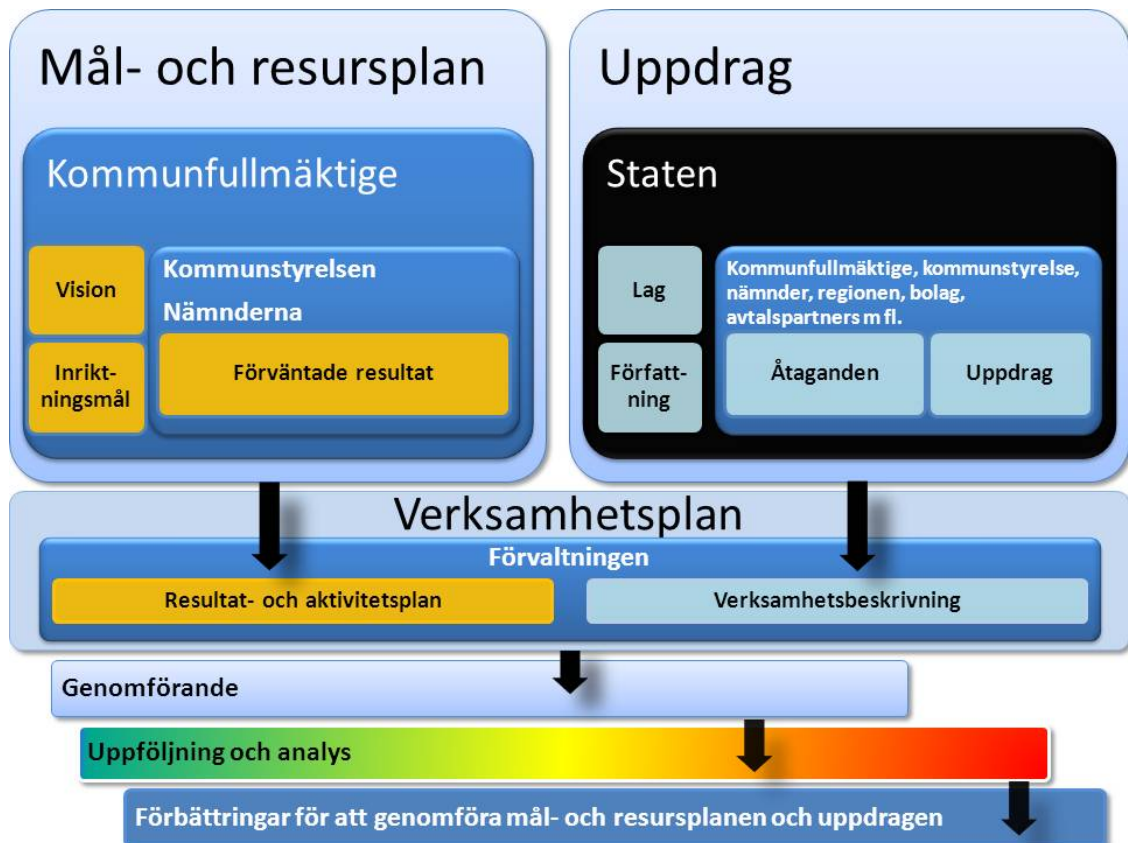 Mål- och resursplan
Kommunfullmäktige
Vision
Inrikt-
ningsmål
Kommunstyrelsen
Nämnderna
Förväntade resultat
Uppdrag
Staten
Lag
Författ-
ning
Kommunfullmäktige, kommunstyrelse,
nämnder, regionen, bolag,
avtalspartners m fl.
Åtaganden
Uppdrag
Verksamhetsplan
Förvaltningen
Resultat- och aktivitetsplan
Verksamhetsbeskrivning
Genomförande
Uppföljning och analys
Förbättringar för att genomföra mål- och resursplanen och uppdragen